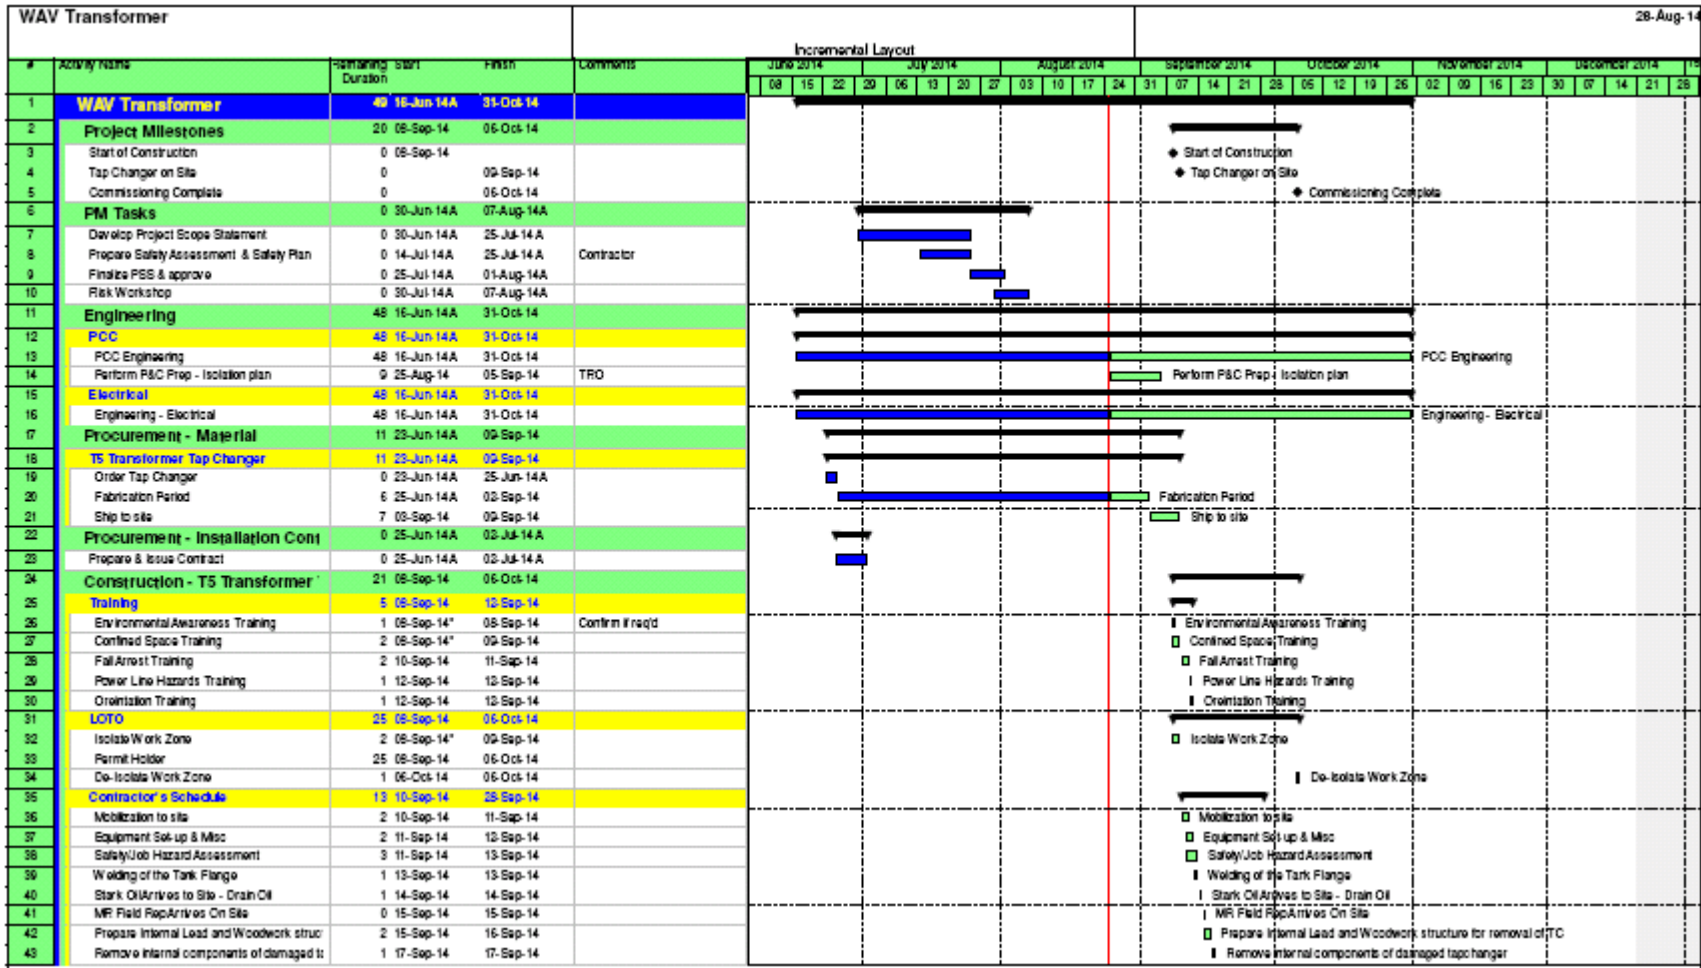 WAV Transformer 28-Aug-14
Incremental Layout
# Activity Name Remaining Duration Start Finish Comments June 2014 July 2014 August 2014 September 2014 October 2014 November 2014 December 2014
08 15 22 29 06 13 20 27 03 10 17 24 31 07 14 21 28 05 12 19 26 02 09 16 23 30 07 14 21 28
1 WAV Transformer 49 16-Jun-14A 31-Oct-14
2 Project Milestones 20 08-Sep-14 06-Oct-14
3 Start of Construction 0 08-Sep-14 Start of Construction
4 Tap Changer on Site 0 09-Sep-14 Tap Changer on Site
5 Commissioning Complete 0 06-Oct-14 Commissioning Complete
6 PM Tasks 0 30-Jun-14A 07-Aug-14A
7 Develop Project Scope Statement 0 30-Jun-14A 25-Jul-14A
8 Prepare Safety Assessment & Safety Plan 0 14-Jul-14A 25-Jul-14A Contractor
9 Finalize PSS & approve 0 25-Jul-14A 01-Aug-14A
10 Risk Workshop 0 30-Jul-14A 07-Aug-14A
11 Engineering 48 16-Jun-14A 31-Oct-14
12 PCC 48 16-Jun-14A 31-Oct-14
13 PCC Engineering 48 16-Jun-14A 31-Oct-14 PCC Engineering
14 Perform P&C Prep - Isolation plan 9 25-Aug-14 05-Sep-14 TRO Perform P&C Prep - Isolation plan
15 Electrical 48 16-Jun-14A 31-Oct-14
16 Engineering - Electrical 48 16-Jun-14A 31-Oct-14 Engineering - Electrical
17 Procurement - Material 11 23-Jun-14A 09-Sep-14
18 T5 Transformer Tap Changer 11 23-Jun-14A 09-Sep-14
19 Order Tap Changer 0 23-Jun-14A 25-Jun-14A
20 Fabrication Period 6 25-Jun-14A 02-Sep-14 Fabrication Period
21 Ship to site 7 03-Sep-14 09-Sep-14 Ship to site
22 Procurement - Installation Cont 0 25-Jun-14A 02-Jul-14A
23 Prepare & Issue Contract 0 25-Jun-14A 02-Jul-14A
24 Construction - T5 Transformer 21 08-Sep-14 06-Oct-14
25 Training 5 08-Sep-14 12-Sep-14
26 Environmental Awareness Training 1 08-Sep-14* 08-Sep-14 Confirm if req'd Environmental Awareness Training
27 Confined Space Training 2 08-Sep-14* 09-Sep-14 Confined Space Training
28 Fall Arrest Training 2 10-Sep-14 11-Sep-14 Fall Arrest Training
29 Power Line Hazards Training 1 12-Sep-14 12-Sep-14 Power Line Hazards Training
30 Oreintation Training 1 12-Sep-14 12-Sep-14 Oreintation Training
31 LOTO 25 08-Sep-14 06-Oct-14
32 Isolate Work Zone 2 08-Sep-14* 09-Sep-14 Isolate Work Zone
33 Permit Holder 25 08-Sep-14 06-Oct-14
34 De-Isolate Work Zone 1 06-Oct-14 06-Oct-14 De-Isolate Work Zone
35 Contractor's Schedule 13 10-Sep-14 28-Sep-14
36 Mobilization to site 2 10-Sep-14 11-Sep-14 Mobilization to site
37 Equipment Set-up & Misc 2 11-Sep-14 12-Sep-14 Equipment Set-up & Misc
38 Safety/Job Hazard Assessment 3 11-Sep-14 13-Sep-14 Safety/Job Hazard Assessment
39 Welding of the Tank Flange 1 13-Sep-14 13-Sep-14 Welding of the Tank Flange
40 Stark Oil Arrives to Site - Drain Oil 1 14-Sep-14 14-Sep-14 Stark Oil Arrives to Site - Drain Oil
41 MR Field Rep Arrives On Site 0 15-Sep-14 15-Sep-14 MR Field Rep Arrives On Site
42 Prepare Internal Lead and Woodwork struc 2 15-Sep-14 16-Sep-14 Prepare Internal Lead and Woodwork structure for removal of TC
43 Remove internal components of damaged ta 1 17-Sep-14 17-Sep-14 Remove internal components of damaged tapchanger